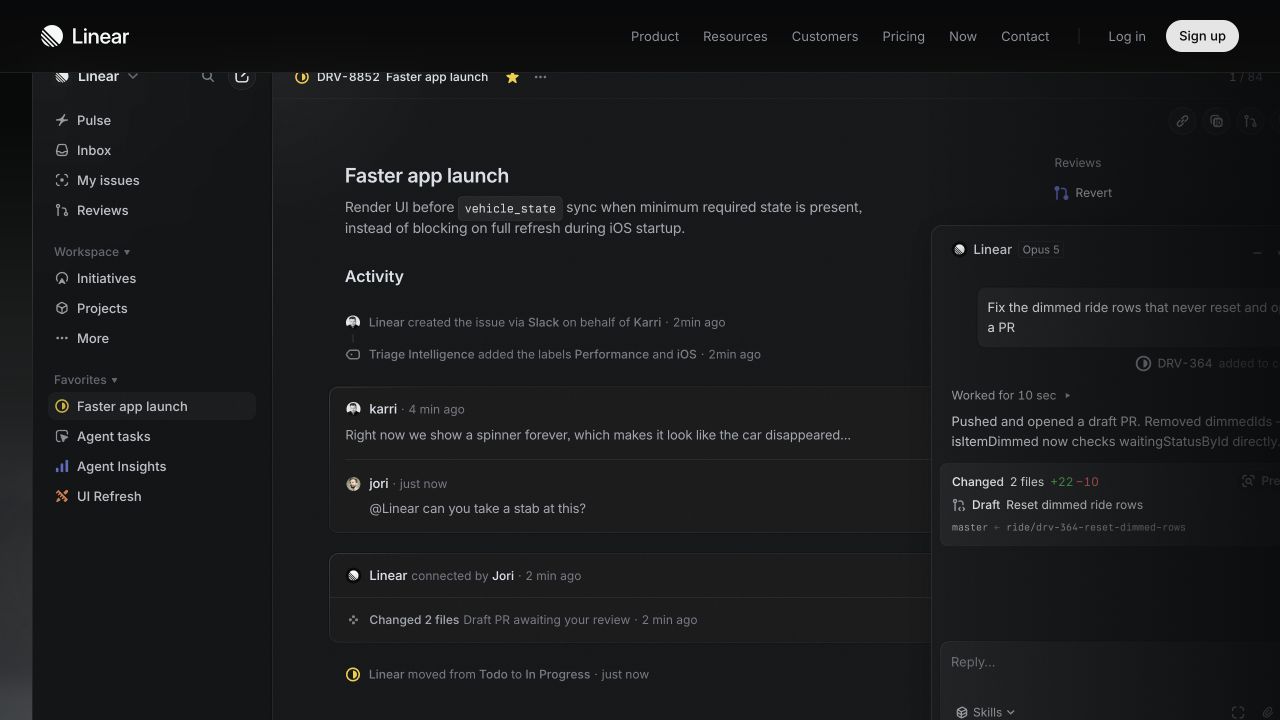 Linear
Product
Resources
Customers
Pricing
Now
Contact
Log in
Sign up
Linear
DRV-8852 Faster app launch
1 / 84
Pulse
Inbox
My issues
Reviews
Workspace
Initiatives
Projects
More
Favorites
Faster app launch
Agent tasks
Agent Insights
UI Refresh
Faster app launch
Render UI before vehicle_state sync when minimum required state is present,
instead of blocking on full refresh during iOS startup.
Activity
Linear created the issue via Slack on behalf of Karri · 2min ago
Triage Intelligence added the labels Performance and iOS · 2min ago
karri · 4 min ago
Right now we show a spinner forever, which makes it look like the car disappeared...
jori · just now
@Linear can you take a stab at this?
Linear connected by Jori · 2 min ago
Changed 2 files Draft PR awaiting your review · 2 min ago
Linear moved from Todo to In Progress · just now
Reviews
Revert
Linear Opus 5
Fix the dimmed ride rows that never reset and
a PR
DRV-364 added to
Worked for 10 sec
Pushed and opened a draft PR. Removed dimmedIds
isItemDimmed now checks waitingStatusById directly.
Changed 2 files +22 −10
Draft Reset dimmed ride rows
master ← ride/drv-364-reset-dimmed-rows
Reply...
Skills